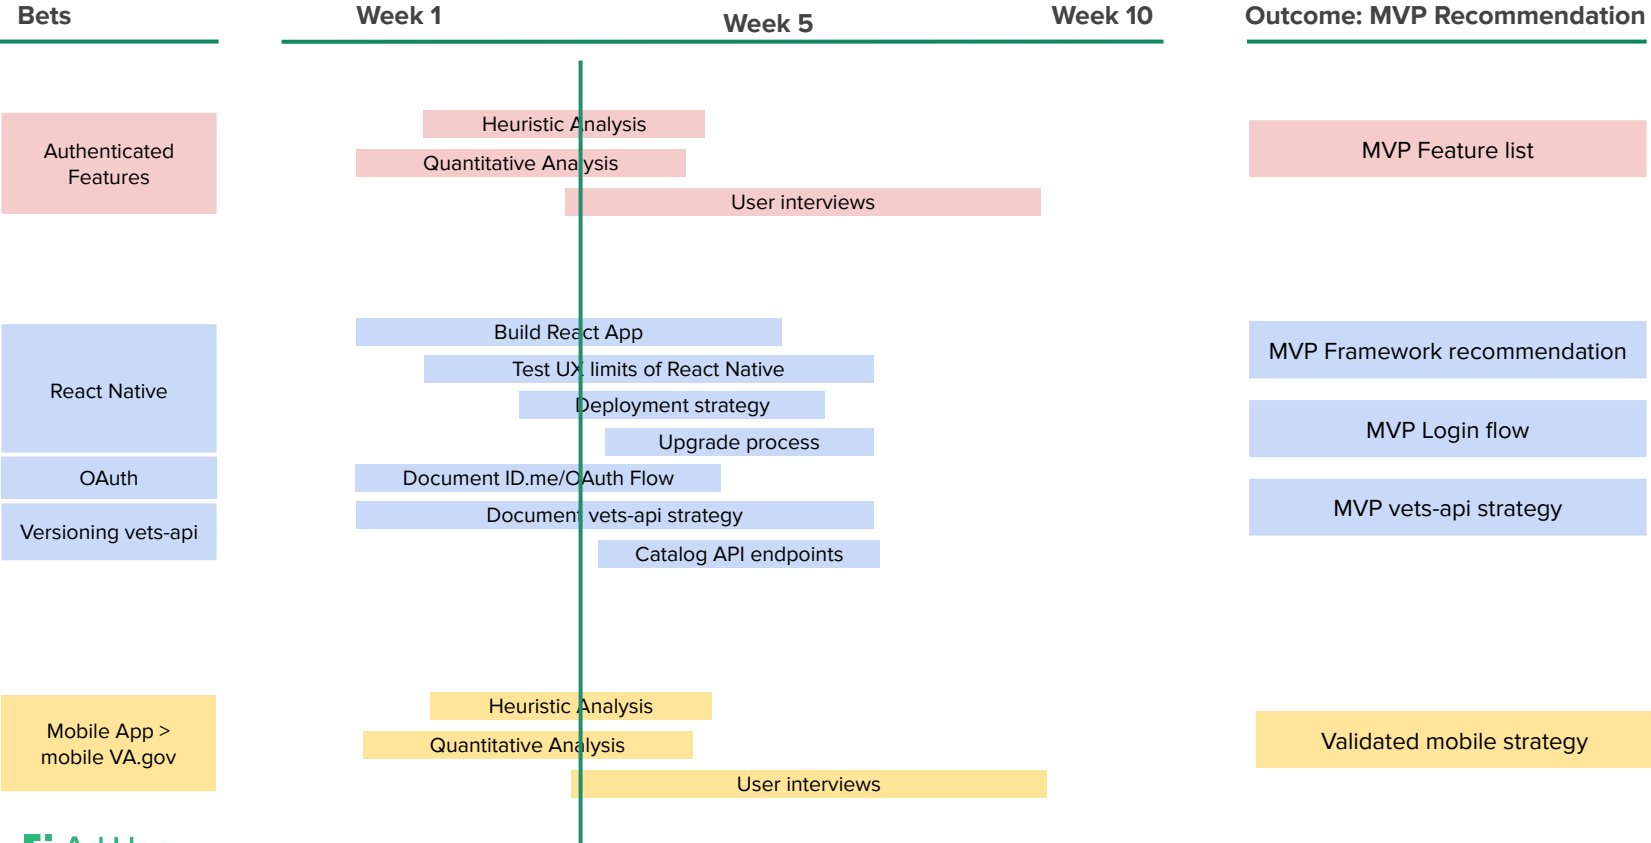 Bets
Week 1
Week 5
Week 10
Outcome: MVP Recommendation
Authenticated
Features
Heuristic Analysis
Quantitative Analysis
User interviews
MVP Feature list
React Native
Build React App
Test UX limits of React Native
Deployment strategy
Upgrade process
MVP Framework recommendation
MVP Login flow
OAuth
Document ID.me/OAuth Flow
Versioning vets-api
Document vets-api strategy
Catalog API endpoints
MVP vets-api strategy
Mobile App >
mobile VA.gov
Heuristic Analysis
Quantitative Analysis
User interviews
Validated mobile strategy